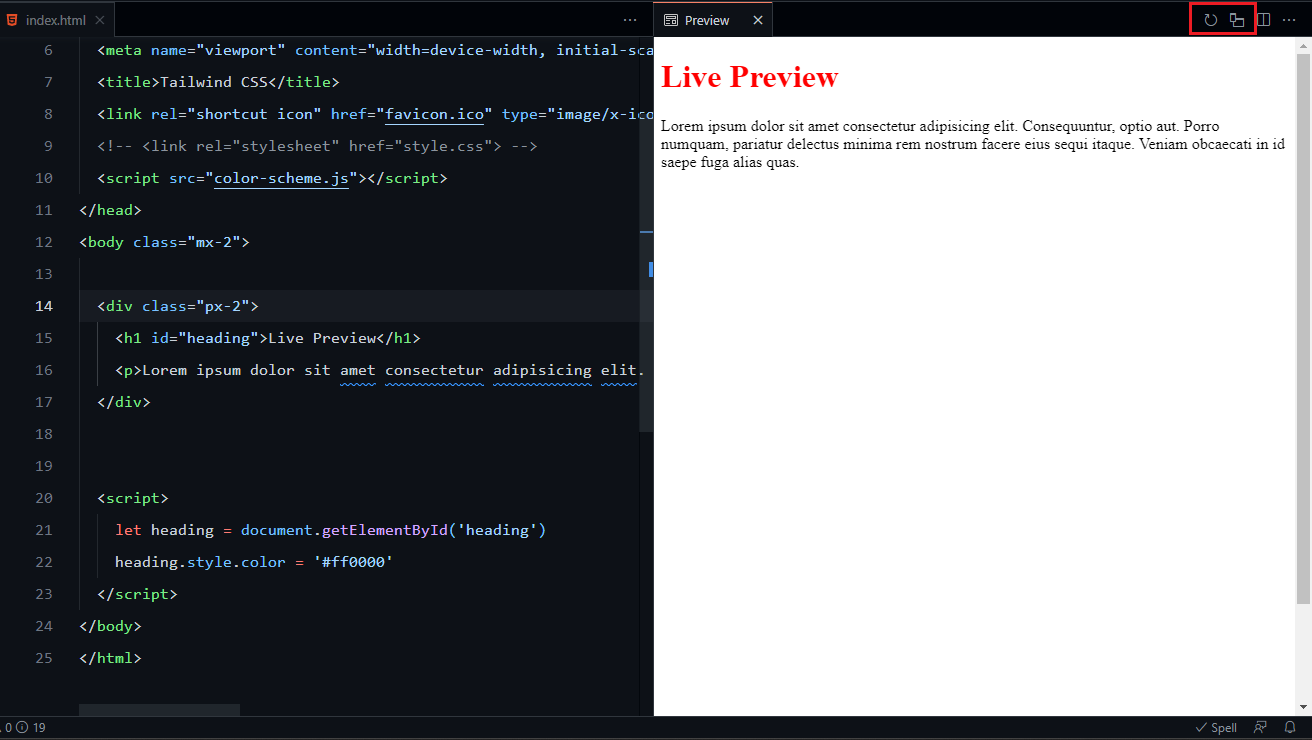 index.html
Preview
6 <meta name="viewport" content="width=device-width, initial-sca
7 <title>Tailwind CSS</title>
8 <link rel="shortcut icon" href="favicon.ico" type="image/x-ico
9 <!-- <link rel="stylesheet" href="style.css"> -->
10 <script src="color-scheme.js"></script>
11 </head>
12 <body class="mx-2">
13
14 <div class="px-2">
15 <h1 id="heading">Live Preview</h1>
16 <p>Lorem ipsum dolor sit amet consectetur adipisicing elit.
17 </div>
18
19
20 <script>
21 let heading = document.getElementById('heading')
22 heading.style.color = '#ff0000'
23 </script>
24 </body>
25 </html>
Live Preview
Lorem ipsum dolor sit amet consectetur adipisicing elit. Consequuntur, optio aut. Porro
numquam, pariatur delectus minima rem nostrum facere eius sequi itaque. Veniam obcaecati in id
saepe fuga alias quas.
0 19
Spell